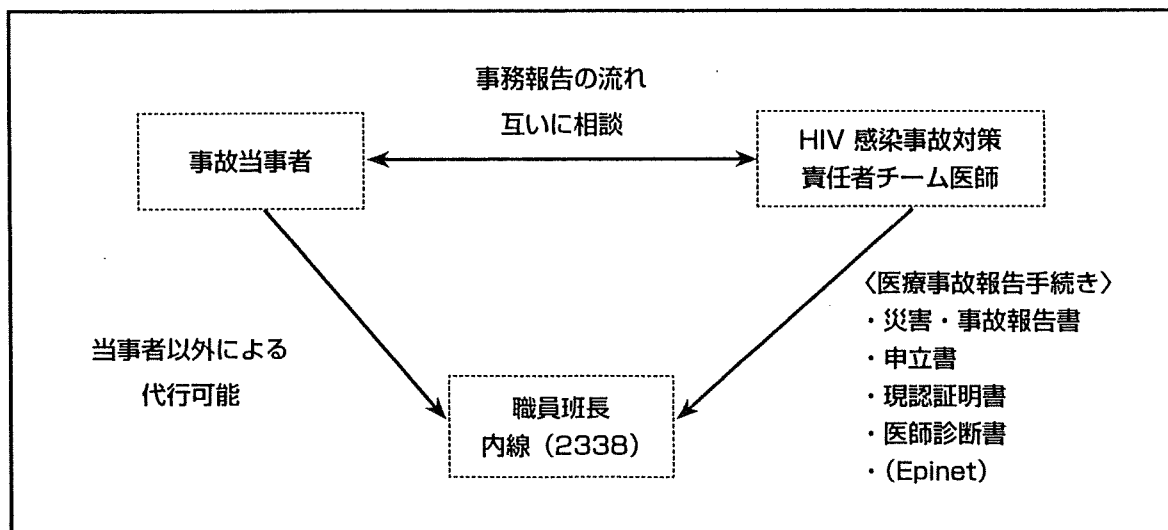 事務報告の流れ
互いに相談
事故当事者
HIV 感染事故対策
責任者チーム医師
〈医療事故報告手続き〉
・災害・事故報告書
・申立書
・現認証明書
・医師診断書
・(Epinet)
当事者以外による
代行可能
職員班長
内線（2338）